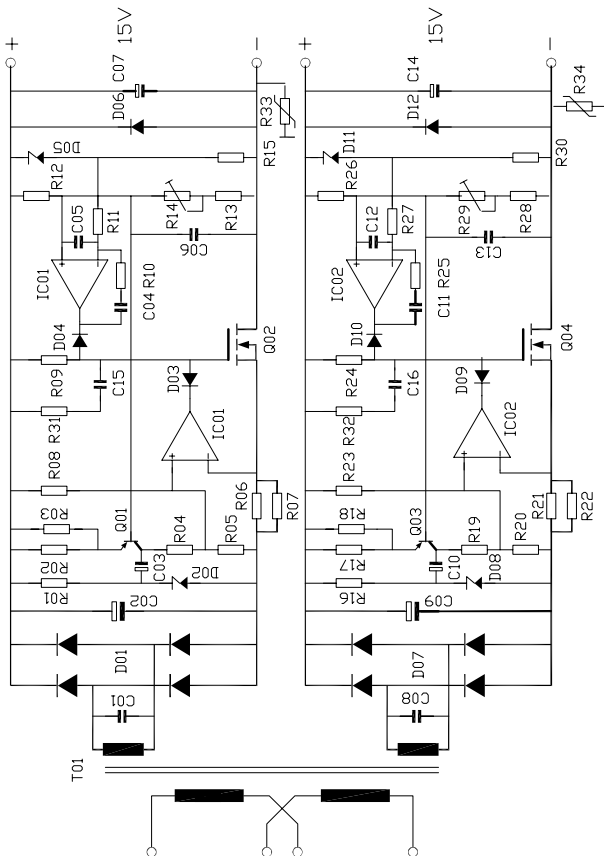 + 15V −
+ 15V −
C07
C14
R34
D06
R33
D12
D05
R15
D11
R30
R12
R26
R11
C05
R14
R13
C12
R27
R29
R28
C06
C13
IC01
C04
R10
IC02
C11
R25
D04
Q02
D10
Q04
R09
C15
D03
R24
C16
D09
R31
IC01
R32
IC02
R08
R23
R03
R06
R07
R18
R21
R22
Q01
R04
R05
Q03
R19
R20
R02
C03
R17
C10
R01
D02
R16
D08
C02
C09
D01
D07
C01
C08
T01